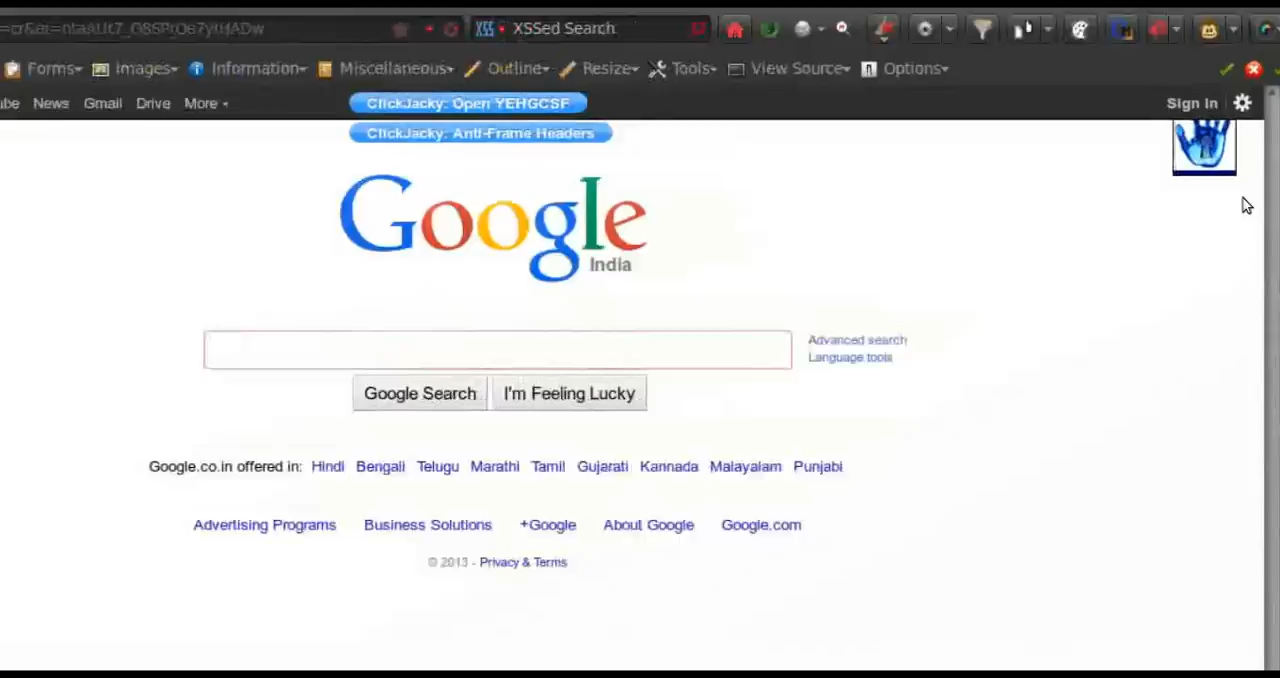 XSSed Search
Forms Images Information Miscellaneous Outline Resize Tools View Source Options
News Gmail Drive More Sign In
ClickJacky: Open YEHGCSF
ClickJacky: Anti-Frame Headers
Google
India
Advanced search
Language tools
Google Search I'm Feeling Lucky
Google.co.in offered in: Hindi Bengali Telugu Marathi Tamil Gujarati Kannada Malayalam Punjabi
Advertising Programs Business Solutions +Google About Google Google.com
© 2013 - Privacy & Terms